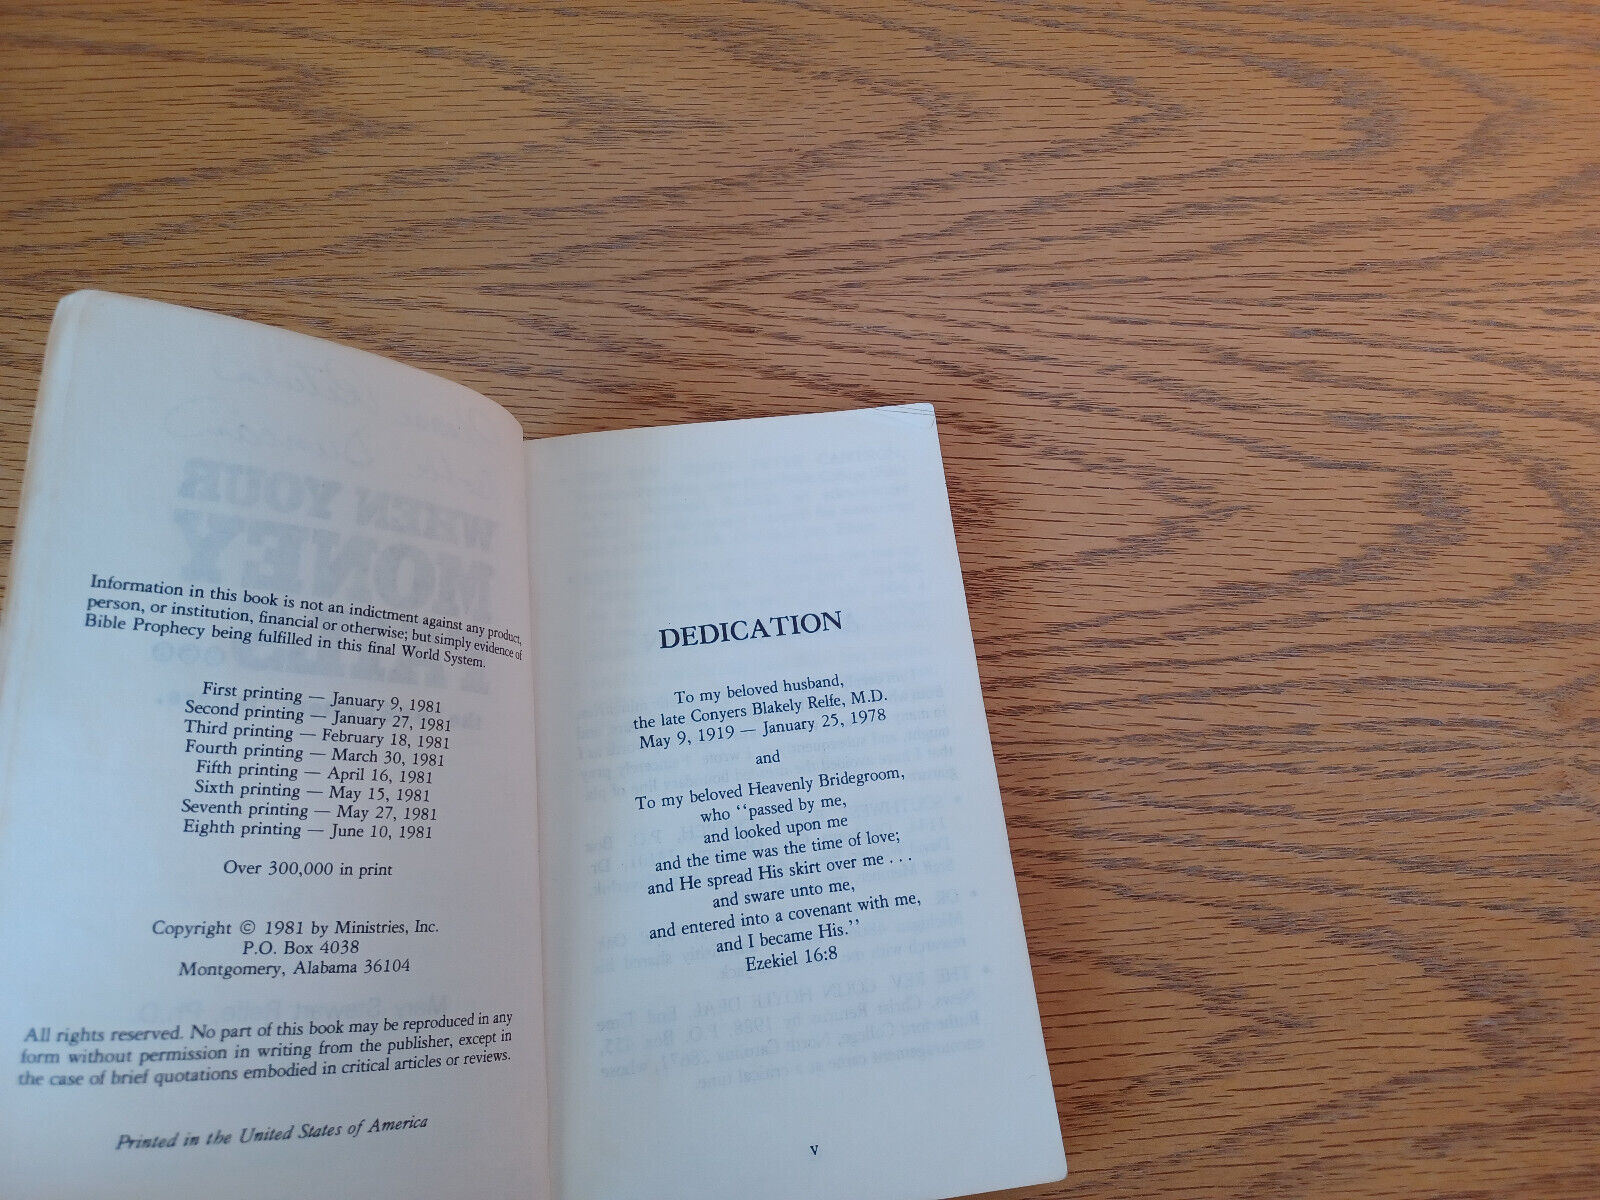 Information in this book is not an indictment against any product,
person, or institution, financial or otherwise; but simply evidence of
Bible Prophecy being fulfilled in this final World System.
First printing — January 9, 1981
Second printing — January 27, 1981
Third printing — February 18, 1981
Fourth printing — March 30, 1981
Fifth printing — April 16, 1981
Sixth printing — May 15, 1981
Seventh printing — May 27, 1981
Eighth printing — June 10, 1981
Over 300,000 in print
Copyright © 1981 by Ministries, Inc.
P.O. Box 4038
Montgomery, Alabama 36104
All rights reserved. No part of this book may be reproduced in any
form without permission in writing from the publisher, except in
the case of brief quotations embodied in critical articles or reviews.
Printed in the United States of America
DEDICATION
To my beloved husband,
the late Conyers Blakely Relfe, M.D.
May 9, 1919 — January 25, 1978
and
To my beloved Heavenly Bridegroom,
who ‘‘passed by me,
and looked upon me
and the time was the time of love;
and He spread His skirt over me . . .
and sware unto me,
and entered into a covenant with me,
and I became His.’’
Ezekiel 16:8
v